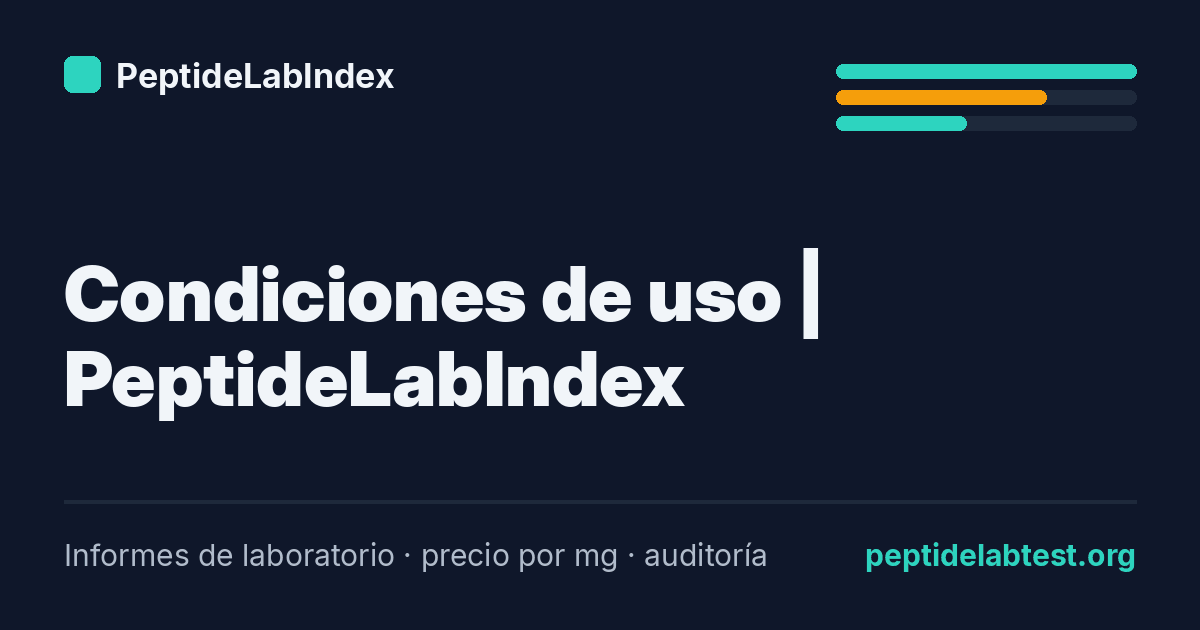 PeptideLabIndex
Condiciones de uso |
PeptideLabIndex
Informes de laboratorio · precio por mg · auditoría
peptidelabtest.org